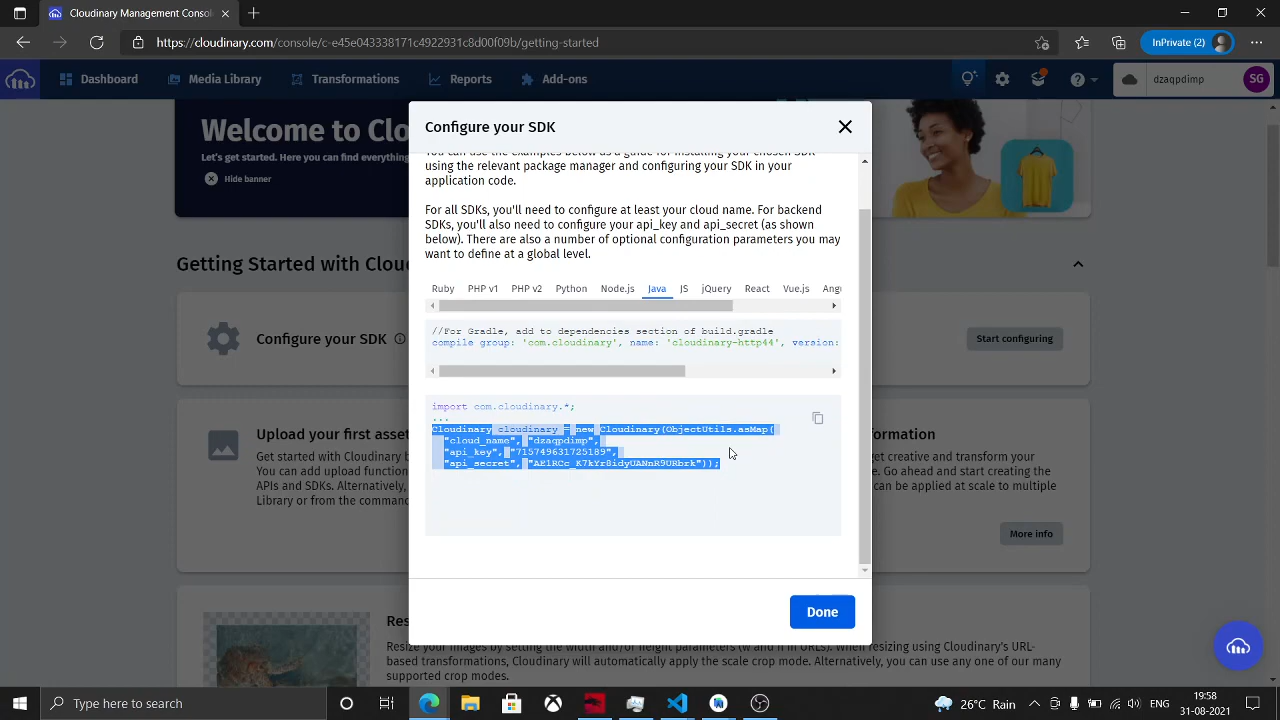 Cloudinary Management Conso
https://cloudinary.com/console/c-e45e043338171c4922931c8d00f09b/getting-started
InPrivate (2)
Dashboard
Media Library
Transformations
Reports
Add-ons
dzaqpdimp
SG
Welcome to Clo
Let's get started. Here you can find everything
Hide banner
Configure your SDK
using the relevant package manager and configuring your SDK in your
application code.
For all SDKs, you'll need to configure at least your cloud name. For backend
SDKs, you'll also need to configure your api_key and api_secret (as shown
below). There are also a number of optional configuration parameters you may
want to define at a global level.
Ruby PHP v1 PHP v2 Python Node.js Java JS jQuery React Vue.js Ang
//For Gradle, add to dependencies section of build.gradle
compile group: 'com.cloudinary', name: 'cloudinary-http44', version:
import com.cloudinary.*;
...
Cloudinary cloudinary = new Cloudinary(ObjectUtils.asMap(
"cloud_name", "dzaqpdimp",
"api_key", "715749631725189",
"api_secret",
Done
Getting Started with Clou
Configure your SDK
Start configuring
Upload your first asset
Get started with Cloudinary b
APIs and SDKs. Alternatively,
Library or from the comman
ormation
get creative and transform your
Go ahead and start creating
can be applied at scale to multiple
More info
Res
Resize your images by setting the width and/or height parameters (w and h in URLs). When resizing using Cloudinary's URL-
based transformations, Cloudinary will automatically apply the scale crop mode. Alternatively, you can use any one of our many
supported crop modes.
Type here to search
26°C Rain
ENG
19:58
31-08-2021